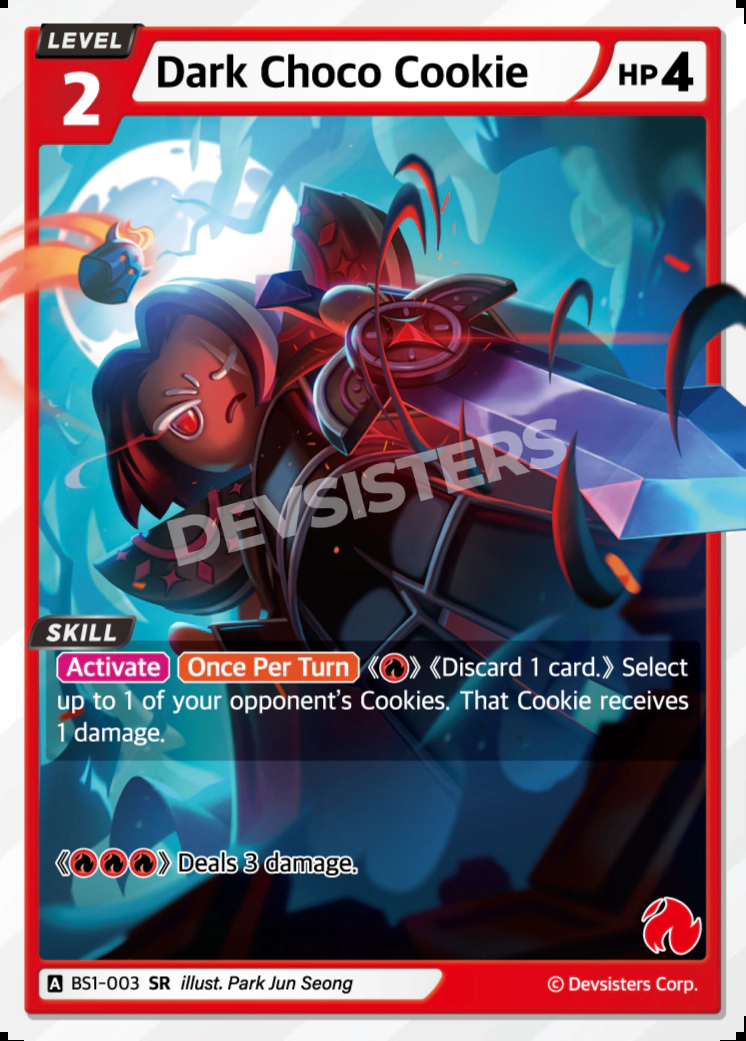 LEVEL
2
Dark Choco Cookie
HP4
DEVSISTERS
SKILL
Activate Once Per Turn 《》《Discard 1 card.》 Select
up to 1 of your opponent's Cookies. That Cookie receives
1 damage.
《》 Deals 3 damage.
A BS1-003 SR illust. Park Jun Seong
© Devsisters Corp.